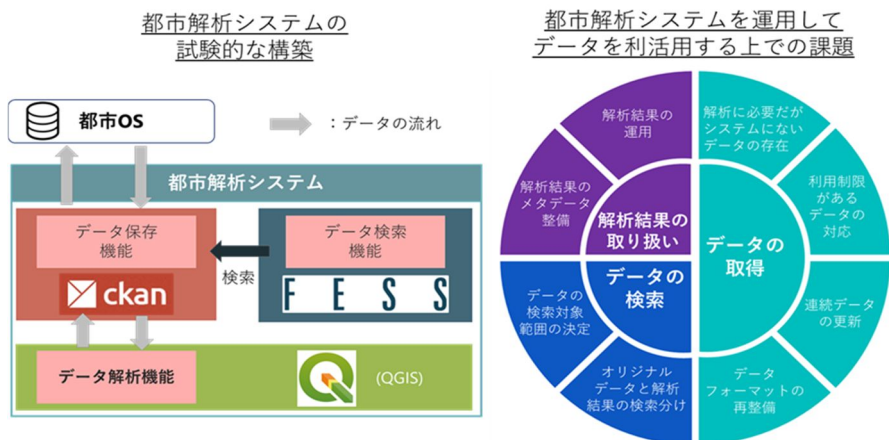 都市解析システムの
試験的な構築
都市OS
：データの流れ
都市解析システム
データ保存
機能
ckan
検索
データ検索
機能
FESS
データ解析機能
(QGIS)
都市解析システムを運用して
データを利活用する上での課題
解析結果の
運用
解析に必要だが
システムにない
データの存在
解析結果の
メタデータ
整備
利用制限
がある
データの
対応
解析結果の
取り扱い
データの
取得
データの
検索
データの
検索対象
範囲の決定
連続データ
の更新
オリジナル
データと解析
結果の検索分け
データ
フォーマットの
再整備